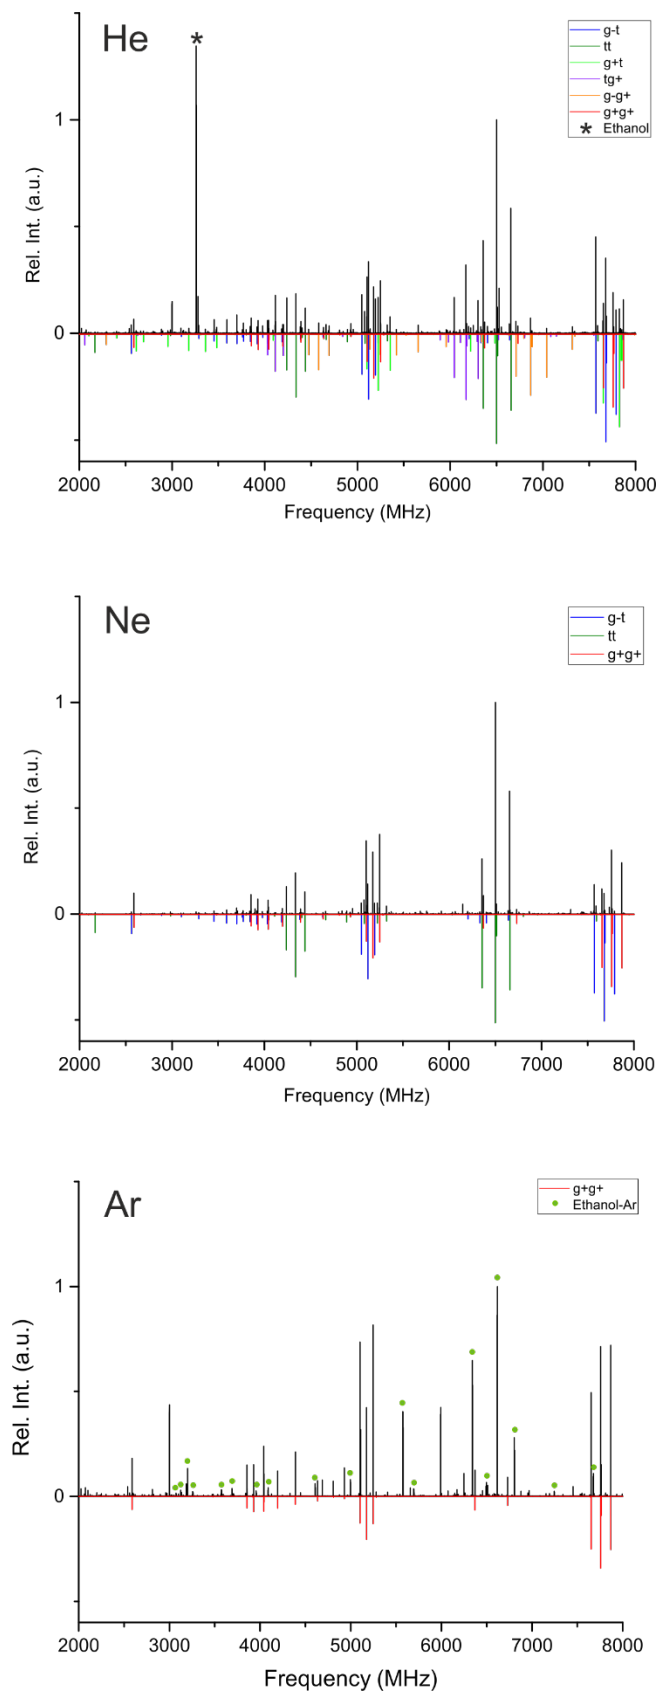 He
*
g-t
tt
g+t
tg+
g-g+
g+g+
* Ethanol
Rel. Int. (a.u.)
1
0
2000 3000 4000 5000 6000 7000 8000
Frequency (MHz)
Ne
g-t
tt
g+g+
Rel. Int. (a.u.)
1
0
2000 3000 4000 5000 6000 7000 8000
Frequency (MHz)
Ar
g+g+
Ethanol-Ar
Rel. Int. (a.u.)
1
0
2000 3000 4000 5000 6000 7000 8000
Frequency (MHz)